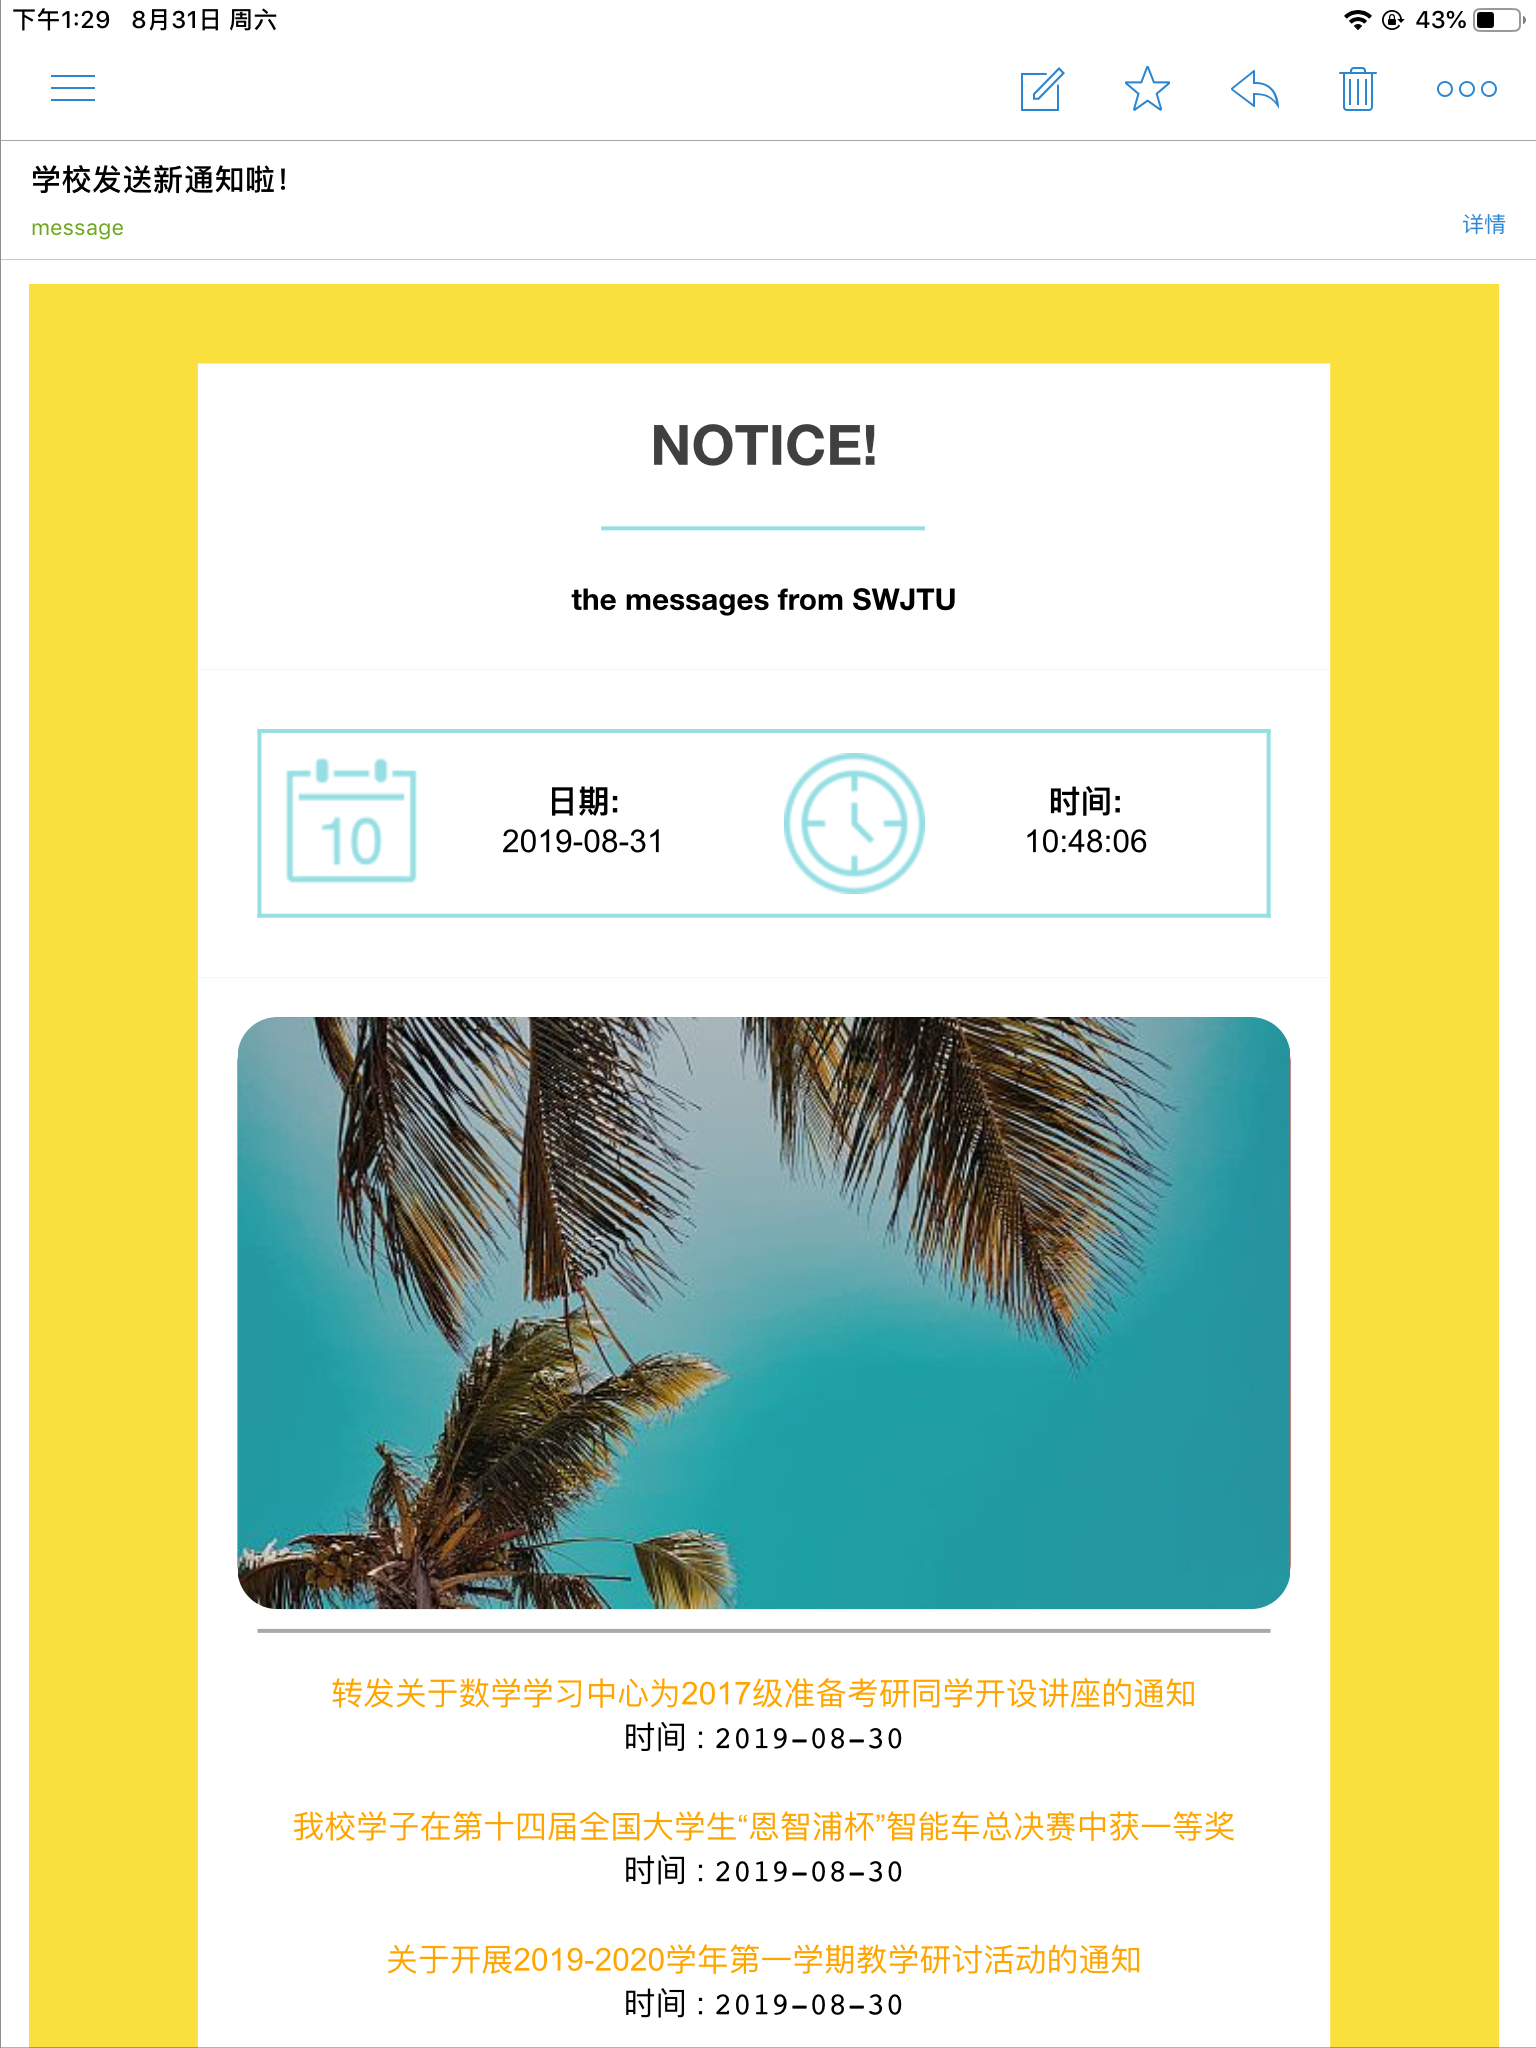 下午1:29 8月31日 周六 43%
学校发送新通知啦！
message 详情
NOTICE!
the messages from SWJTU
日期: 时间:
10 2019-08-31 10:48:06
转发关于数学学习中心为2017级准备考研同学开设讲座的通知
时间 : 2019-08-30
我校学子在第十四届全国大学生“恩智浦杯”智能车总决赛中获一等奖
时间 : 2019-08-30
关于开展2019-2020学年第一学期教学研讨活动的通知
时间 : 2019-08-30